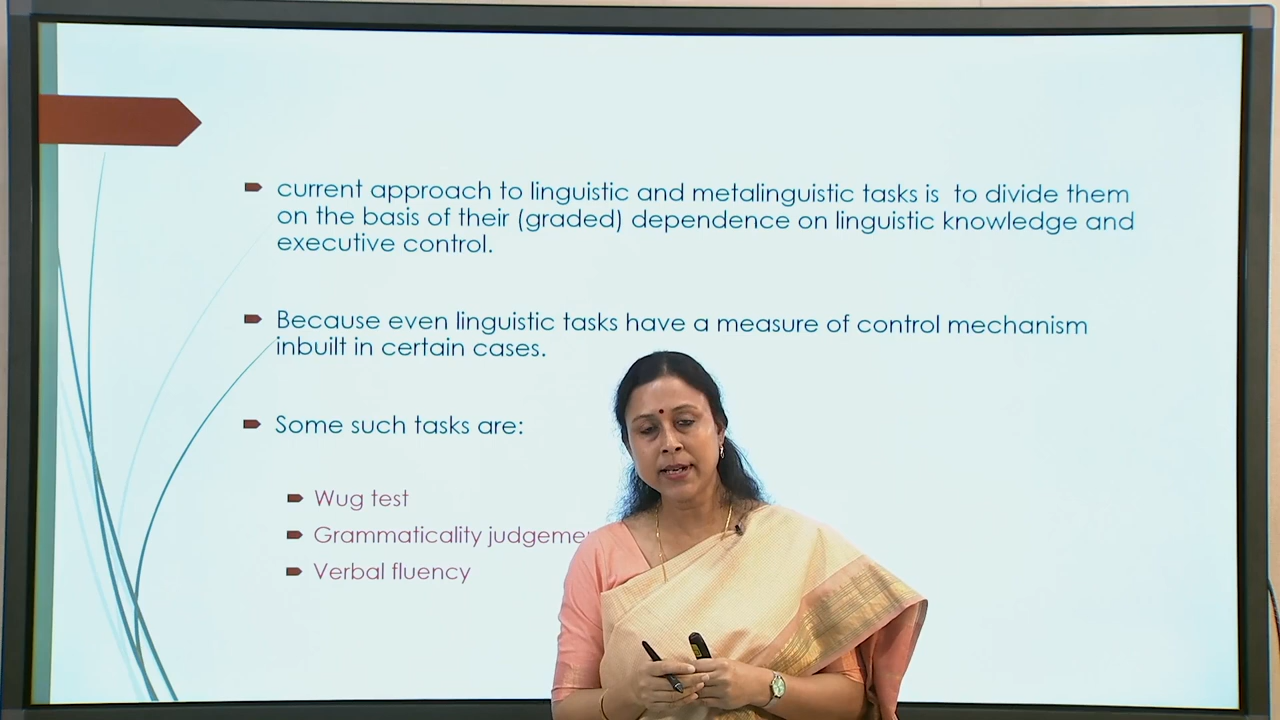 current approach to linguistic and metalinguistic tasks is to divide them
on the basis of their (graded) dependence on linguistic knowledge and
executive control.
Because even linguistic tasks have a measure of control mechanism
inbuilt in certain cases.
Some such tasks are:
Wug test
Grammaticality
Verbal fluency